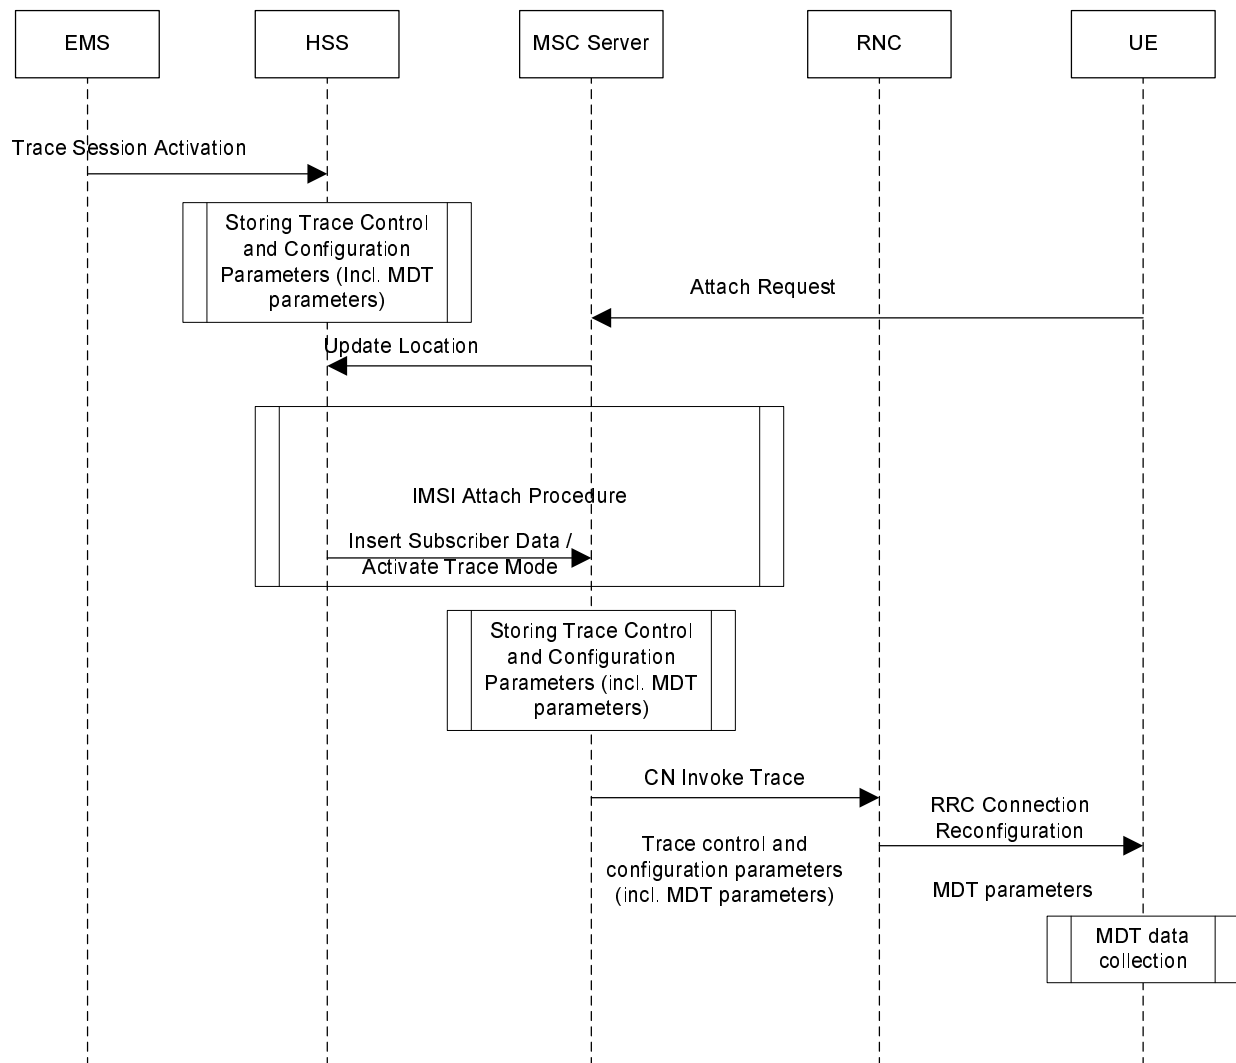 EMS
HSS
MSC Server
RNC
UE
Trace Session Activation
Storing Trace Control
and Configuration
Parameters (Incl. MDT
parameters)
Attach Request
Update Location
IMSI Attach Procedure
Insert Subscriber Data /
Activate Trace Mode
Storing Trace Control
and Configuration
Parameters (incl. MDT
parameters)
CN Invoke Trace
RRC Connection
Reconfiguration
Trace control and
configuration parameters
(incl. MDT parameters)
MDT parameters
MDT data
collection